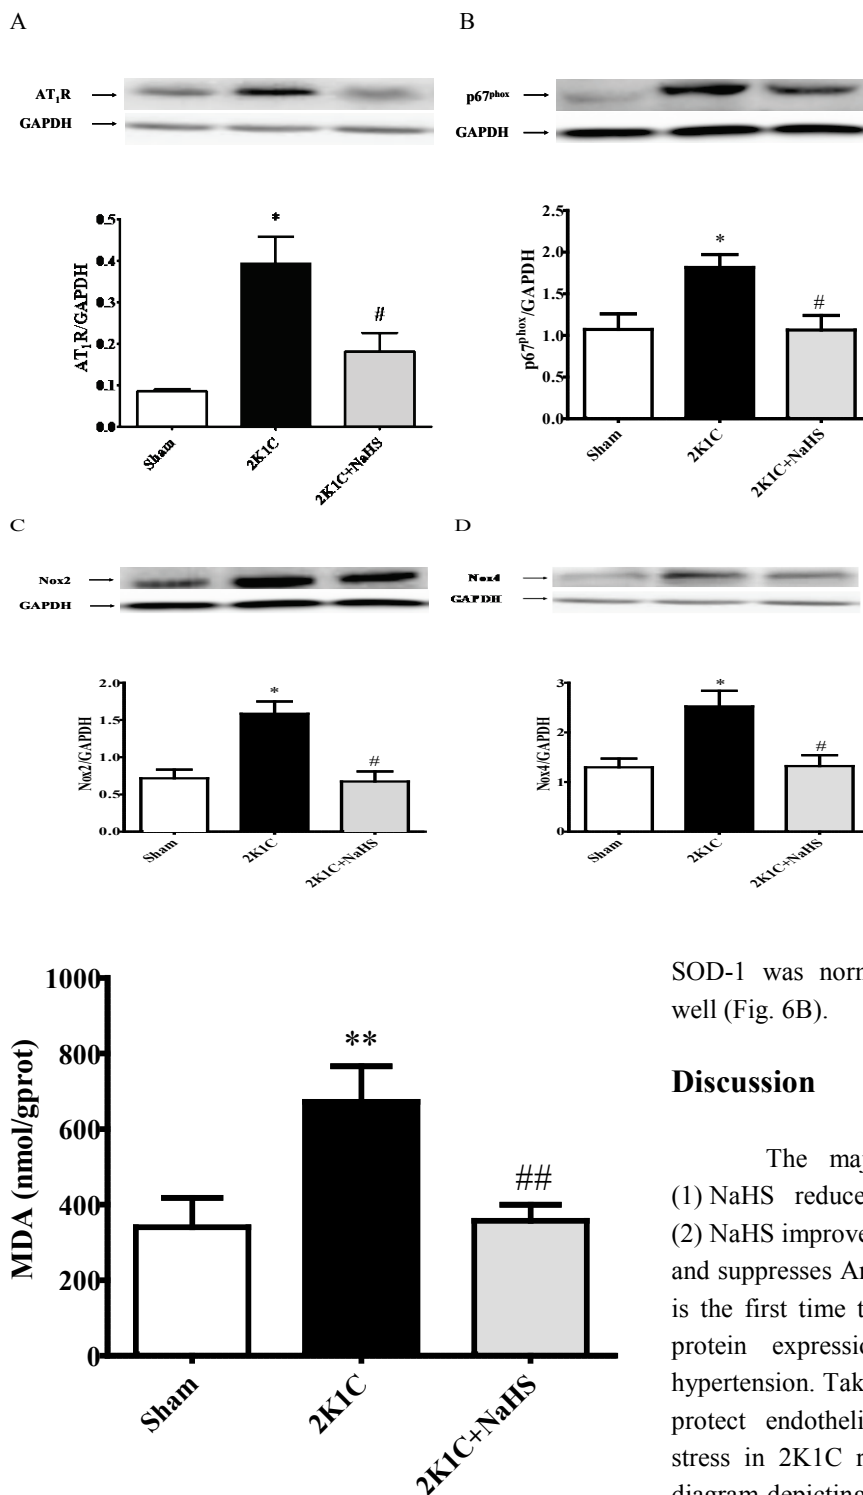 A
B
AT₁R
GAPDH
p67ᵖʰᵒˣ
GAPDH
AT₁R/GAPDH
0.5
0.4
0.3
0.2
0.1
0.0
*
#
Sham
2K1C
2K1C+NaHS
p67ᵖʰᵒˣ/GAPDH
2.5
2.0
1.5
1.0
0.5
0.0
*
#
Sham
2K1C
2K1C+NaHS
C
D
Nox2
GAPDH
Nox4
GAPDH
Nox2/GAPDH
2.0
1.5
1.0
0.5
0.0
*
#
Sham
2K1C
2K1C+NaHS
Nox4/GAPDH
3
2
1
0
*
#
Sham
2K1C
2K1C+NaHS
MDA (nmol/gprot)
1000
800
600
400
200
0
**
##
Sham
2K1C
2K1C+NaHS
SOD-1 was norm
well (Fig. 6B).
Discussion
The maj
(1) NaHS reduce
(2) NaHS improve
and suppresses An
is the first time t
protein expressio
hypertension. Tak
protect endotheli
stress in 2K1C r
diagram depicting